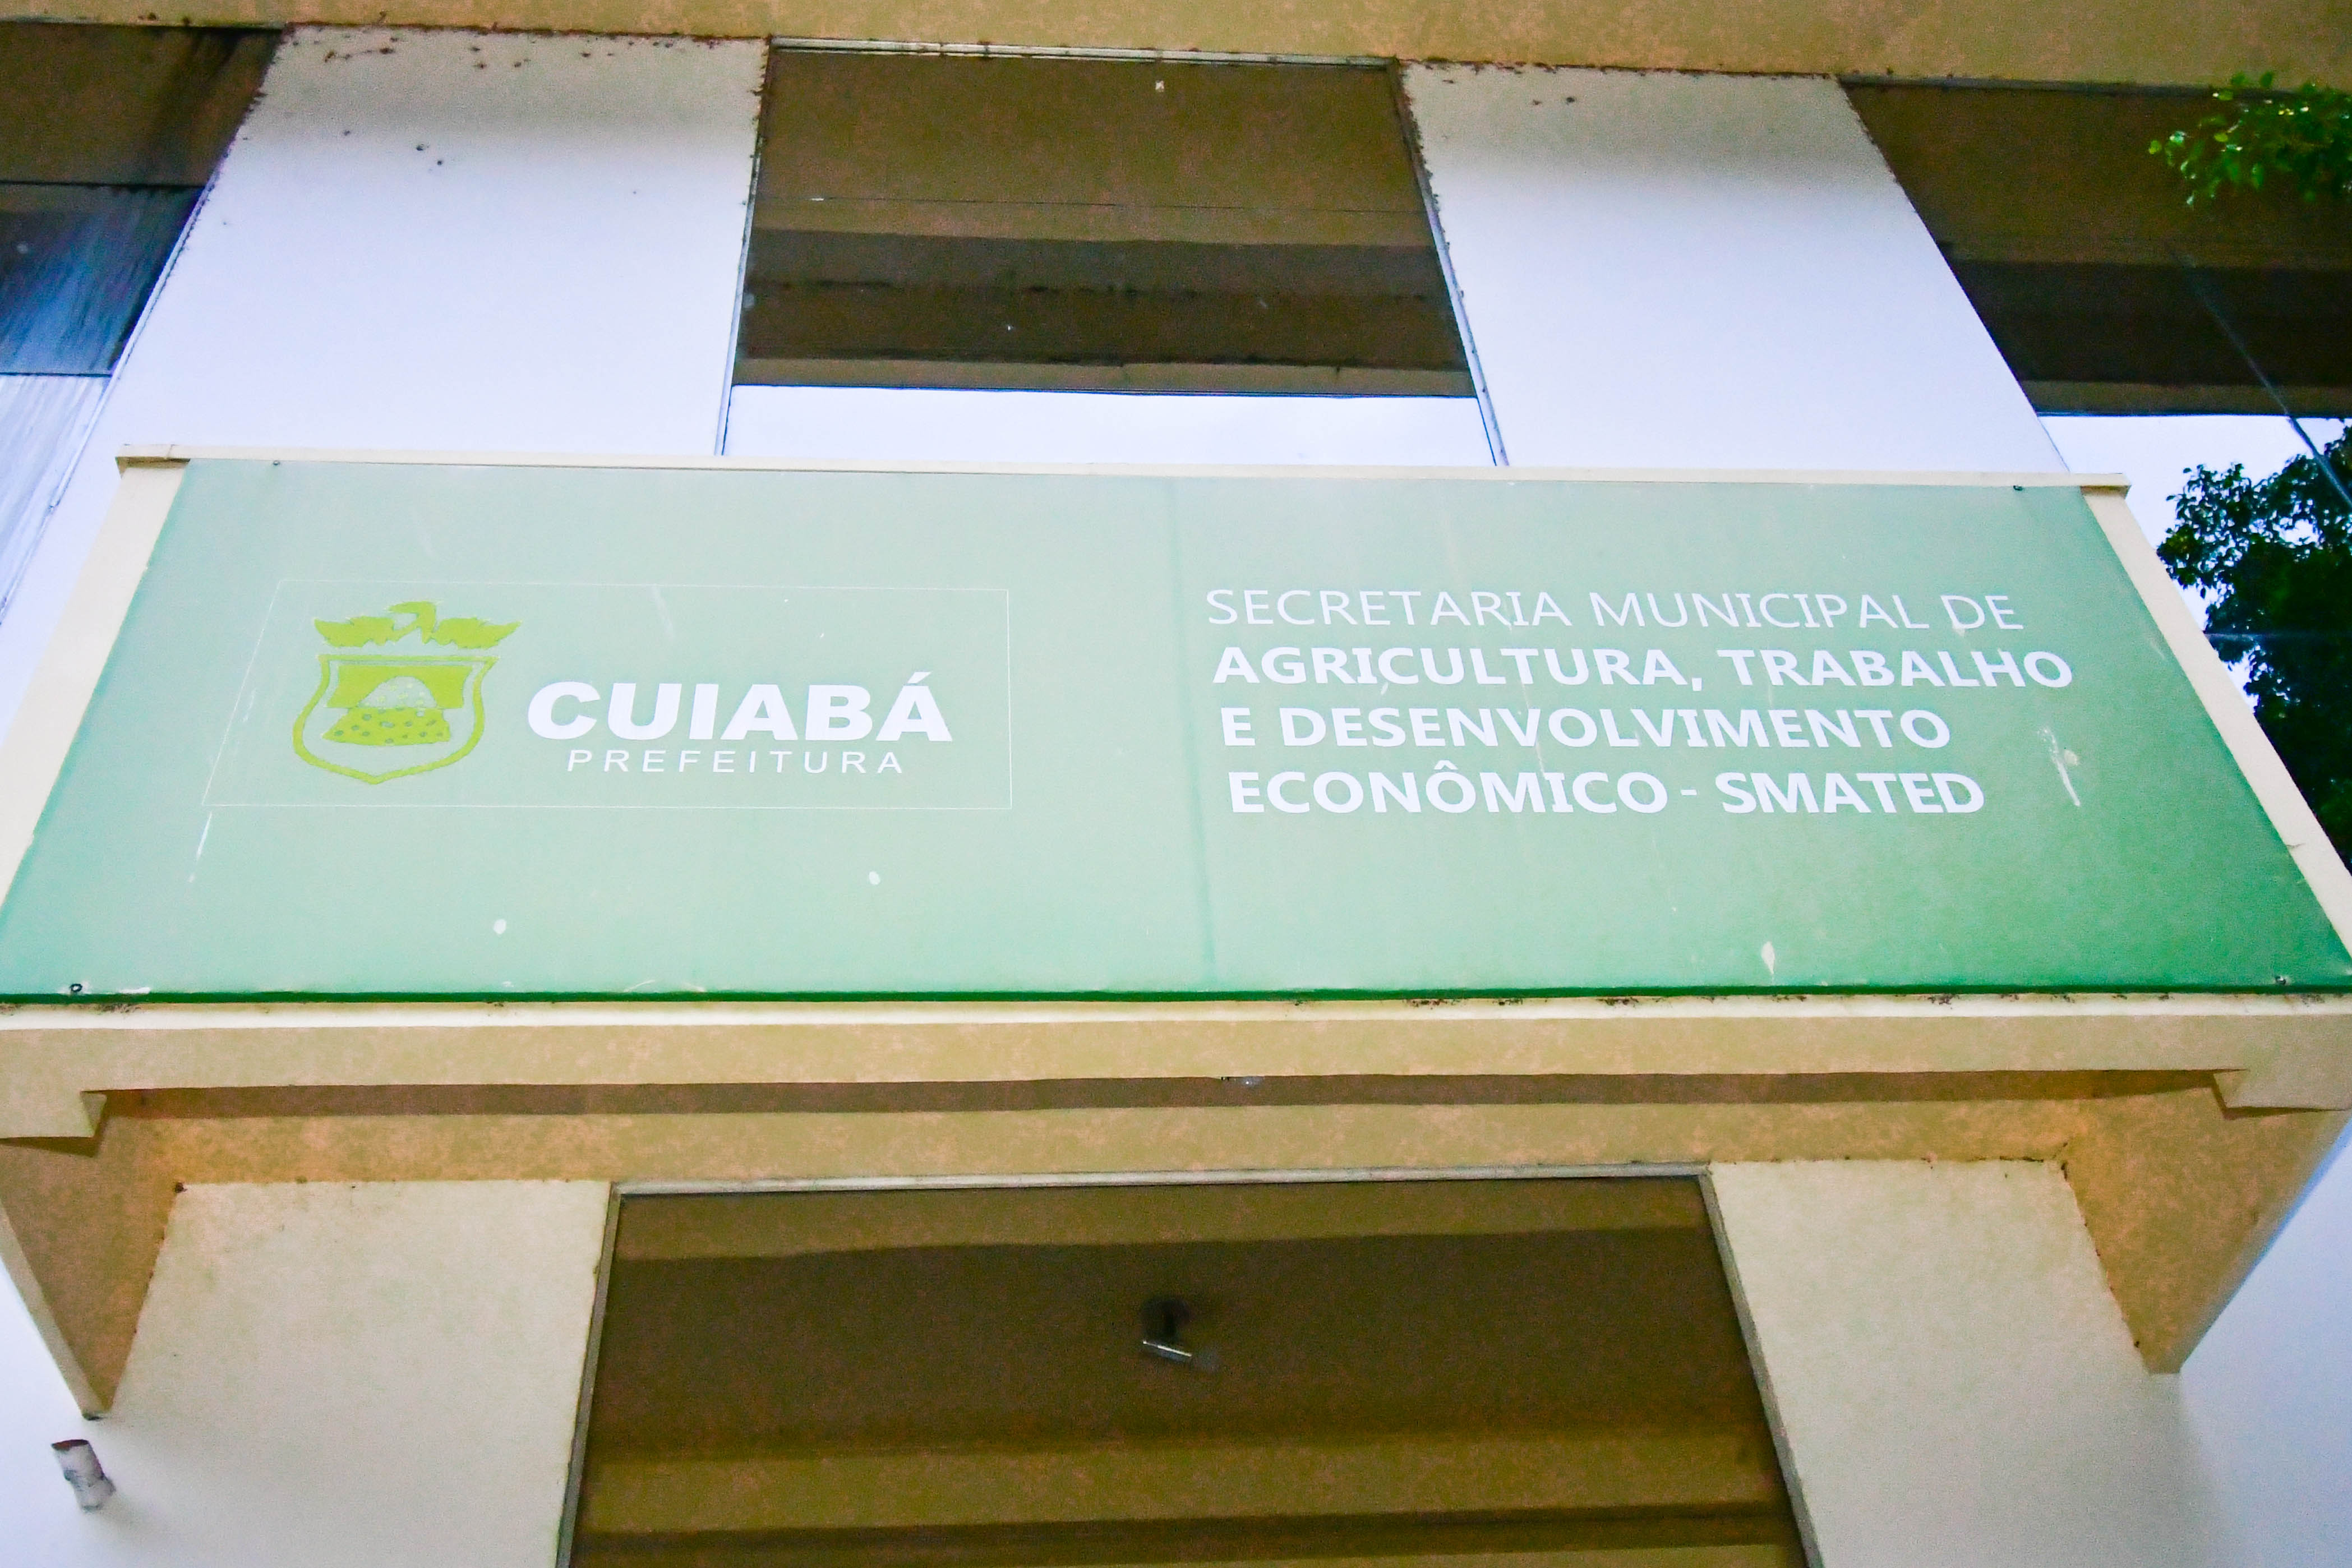 CUIABÁ
PREFEITURA
SECRETARIA MUNICIPAL DE
AGRICULTURA, TRABALHO
E DESENVOLVIMENTO
ECONÔMICO - SMATED